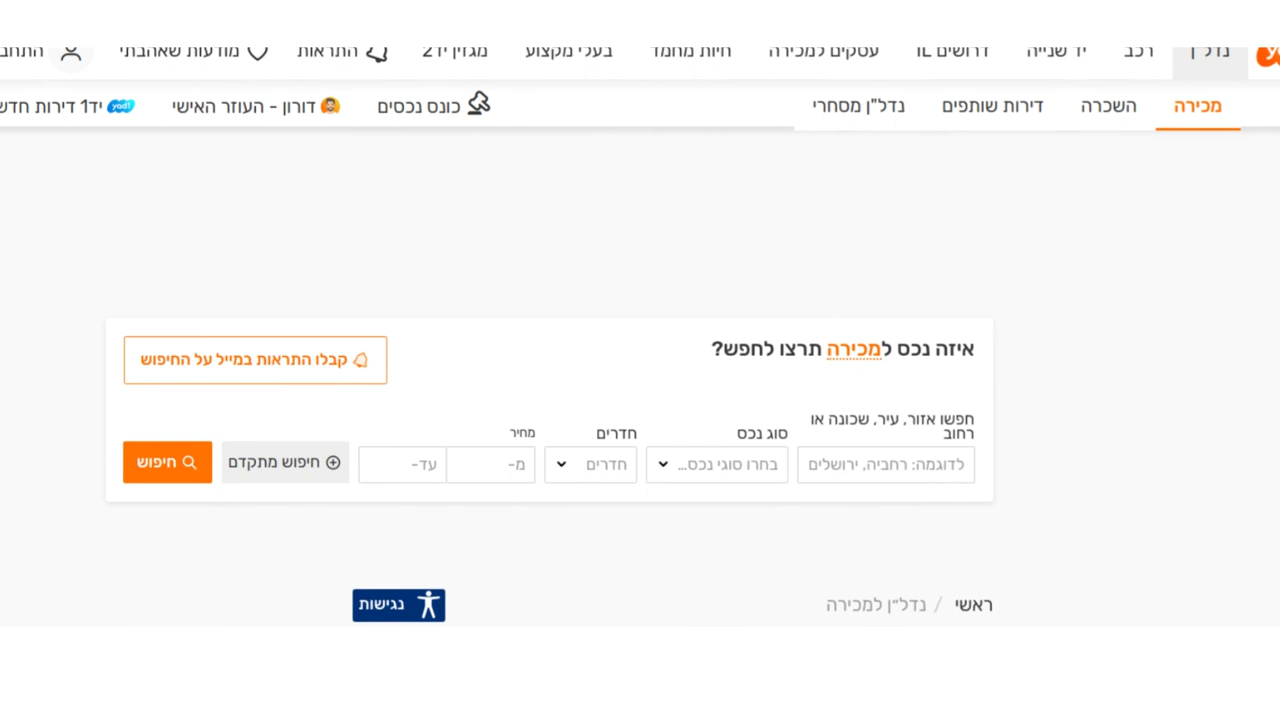 נדל"ן
רכב
יד שנייה
דרושים IL
עסקים למכירה
חיות מחמד
בעלי מקצוע
מגזין יד2
התראות
מודעות שאהבתי
מכירה
השכרה
דירות שותפים
נדל"ן מסחרי
כונס נכסים
דורון - העוזר האישי
yad1
יד1 דירות חדש
איזה נכס למכירה תרצו לחפש?
קבלו התראות במייל על החיפוש
חפשו אזור, עיר, שכונה או
רחוב
סוג נכס
חדרים
מחיר
לדוגמה: רחביה, ירושלים
בחרו סוגי נכס...
חדרים
מ-
עד-
חיפוש מתקדם
חיפוש
ראשי / נדל״ן למכירה
נגישות